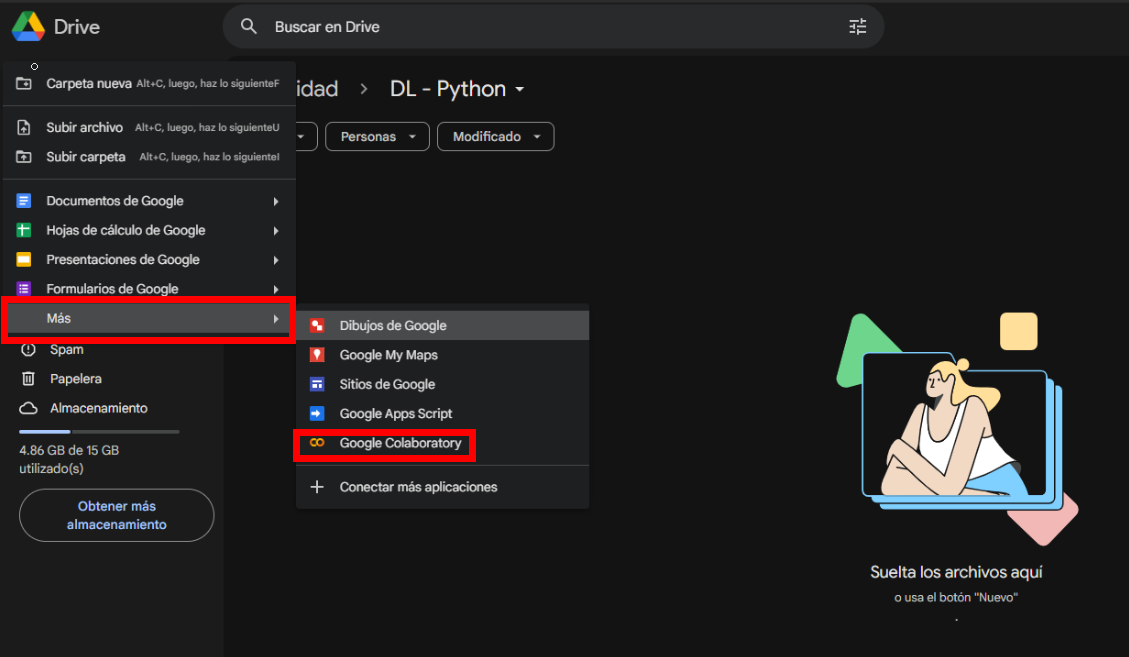 Drive
Buscar en Drive
Carpeta nueva Alt+C, luego, haz lo siguienteF
Subir archivo Alt+C, luego, haz lo siguienteU
Subir carpeta Alt+C, luego, haz lo siguienteI
Documentos de Google
Hojas de cálculo de Google
Presentaciones de Google
Formularios de Google
Más
Spam
Papelera
Almacenamiento
4.86 GB de 15 GB
utilizado(s)
Obtener más
almacenamiento
idad > DL - Python
Personas
Modificado
Dibujos de Google
Google My Maps
Sitios de Google
Google Apps Script
Google Colaboratory
Conectar más aplicaciones
Suelta los archivos aquí
o usa el botón "Nuevo"
.